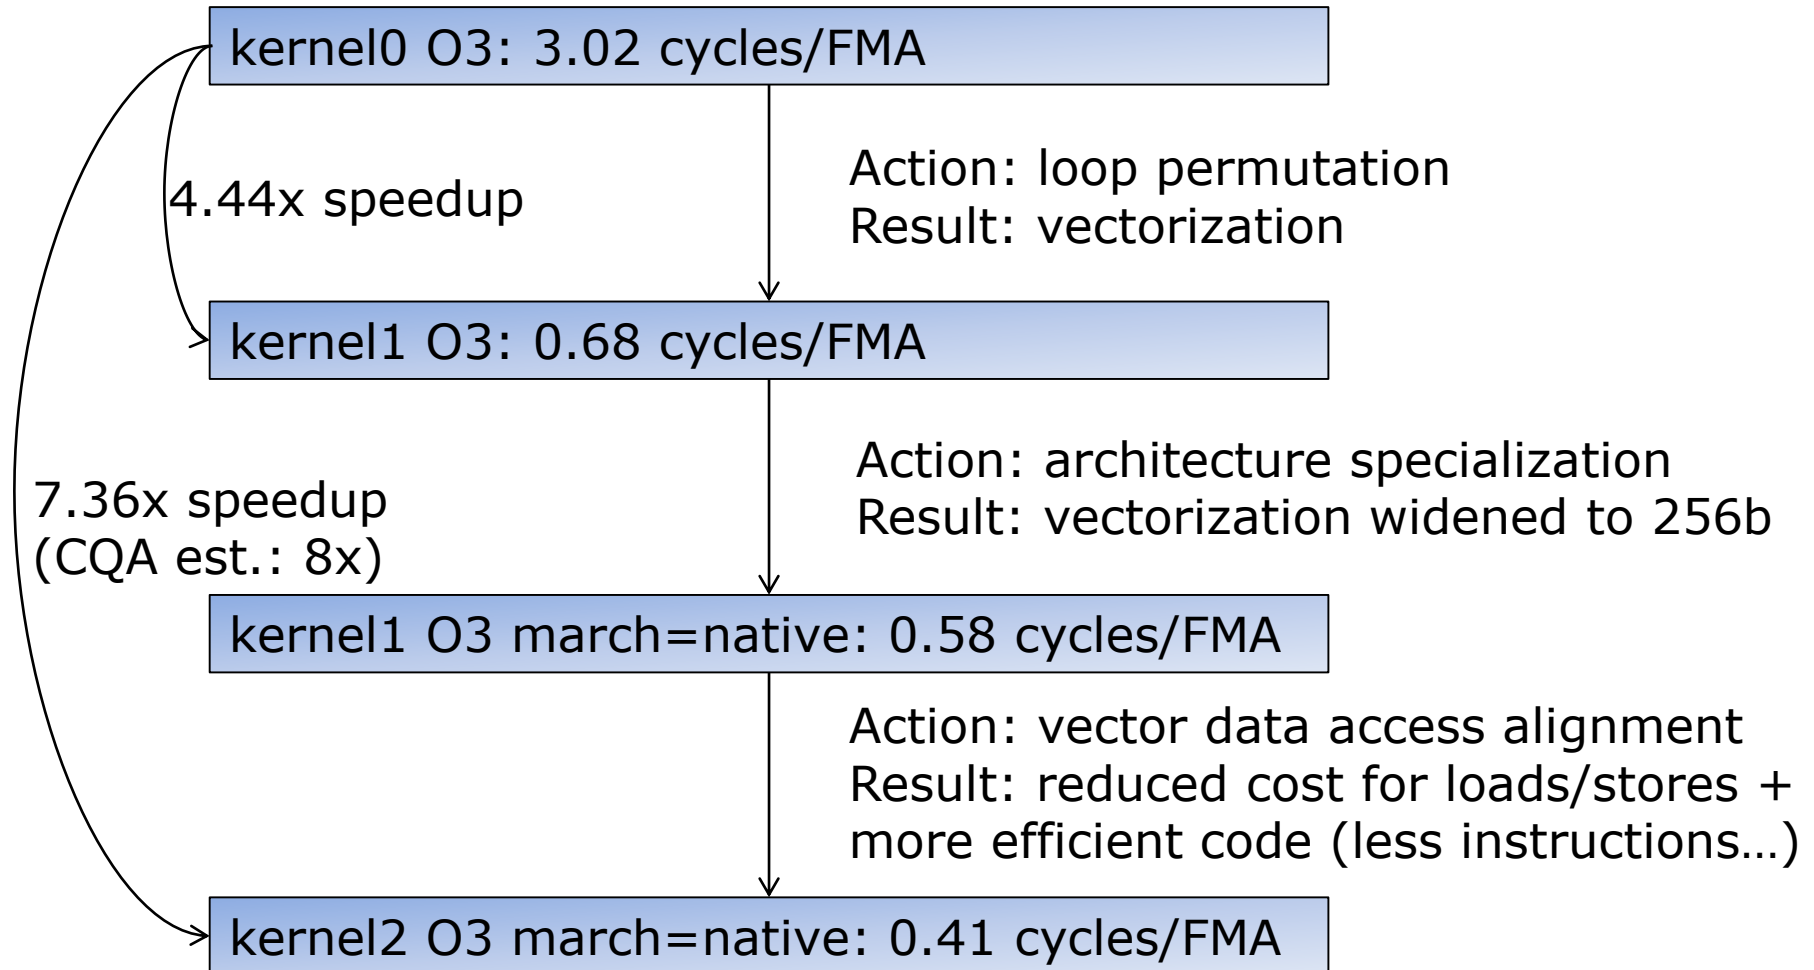 kernel0 O3: 3.02 cycles/FMA
4.44x speedup
Action: loop permutation
Result: vectorization
kernel1 O3: 0.68 cycles/FMA
7.36x speedup
(CQA est.: 8x)
Action: architecture specialization
Result: vectorization widened to 256b
kernel1 O3 march=native: 0.58 cycles/FMA
Action: vector data access alignment
Result: reduced cost for loads/stores +
more efficient code (less instructions…)
kernel2 O3 march=native: 0.41 cycles/FMA